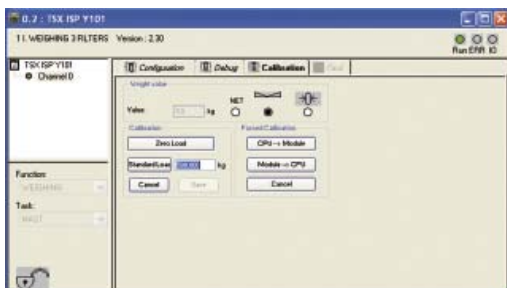 0.2 : TSX ISP Y101
11. WEIGHING 3 FILTERS Version : 2.30
Run ERR IO
TSX ISP Y101
Channel 0
Configuration Debug Calibration
Weight value
Value: kg NET
Calibration
Zero Load
Standard Load kg
Cancel Save
Forced Calibration
CPU -> Module
Module -> CPU
Cancel
Function:
WEIGHING
Task:
MAST